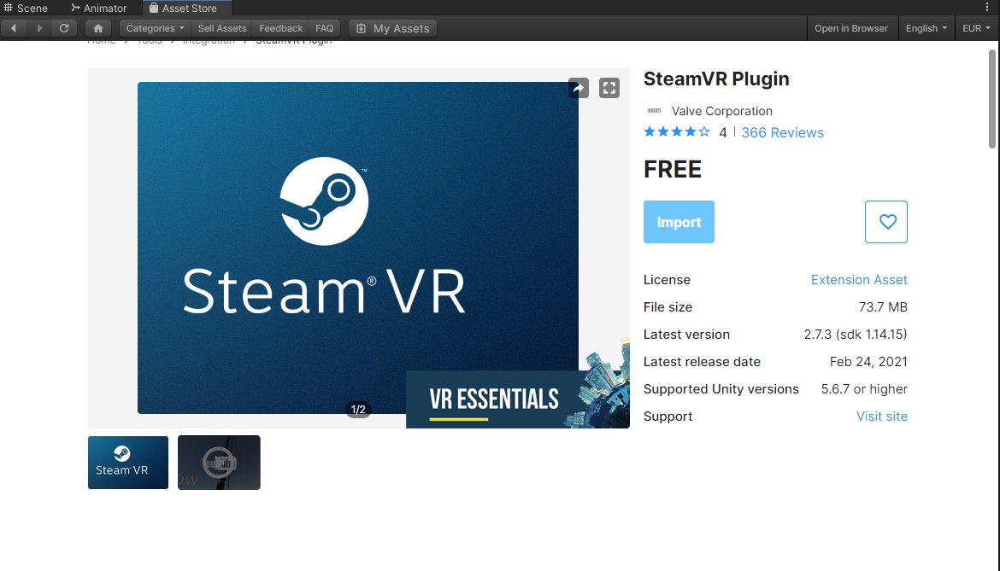 Scene Animator Asset Store
Categories Sell Assets Feedback FAQ My Assets Open in Browser English EUR
Home > Tools > Integration > SteamVR Plugin
Steam® VR
™
VR ESSENTIALS
1/2
Steam VR
YouTube
SteamVR Plugin
Valve Corporation
4 | 366 Reviews
FREE
Import
License Extension Asset
File size 73.7 MB
Latest version 2.7.3 (sdk 1.14.15)
Latest release date Feb 24, 2021
Supported Unity versions 5.6.7 or higher
Support Visit site